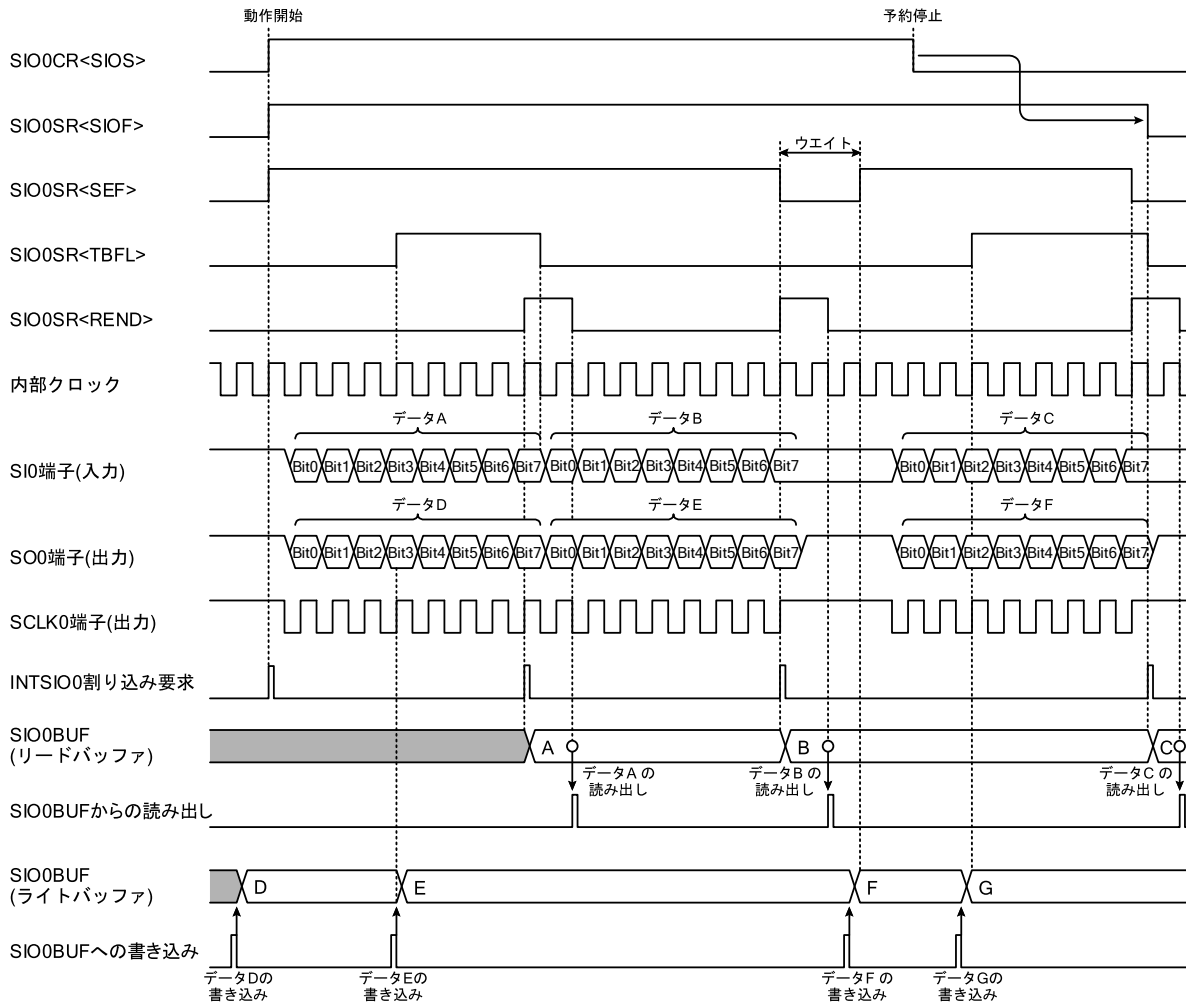 動作開始
予約停止
SIO0CR<SIOS>
SIO0SR<SIOF>
ウエイト
SIO0SR<SEF>
SIO0SR<TBFL>
SIO0SR<REND>
内部クロック
データA
データB
データC
SI0端子(入力)
Bit0 Bit1 Bit2 Bit3 Bit4 Bit5 Bit6 Bit7 Bit0 Bit1 Bit2 Bit3 Bit4 Bit5 Bit6 Bit7 Bit0 Bit1 Bit2 Bit3 Bit4 Bit5 Bit6 Bit7
データD
データE
データF
SO0端子(出力)
Bit0 Bit1 Bit2 Bit3 Bit4 Bit5 Bit6 Bit7 Bit0 Bit1 Bit2 Bit3 Bit4 Bit5 Bit6 Bit7 Bit0 Bit1 Bit2 Bit3 Bit4 Bit5 Bit6 Bit7
SCLK0端子(出力)
INTSIO0割り込み要求
SIO0BUF
(リードバッファ)
A
B
C
データA の
読み出し
データB の
読み出し
データC の
読み出し
SIO0BUFからの読み出し
SIO0BUF
(ライトバッファ)
D
E
F
G
SIO0BUFへの書き込み
データDの
書き込み
データEの
書き込み
データF の
書き込み
データGの
書き込み